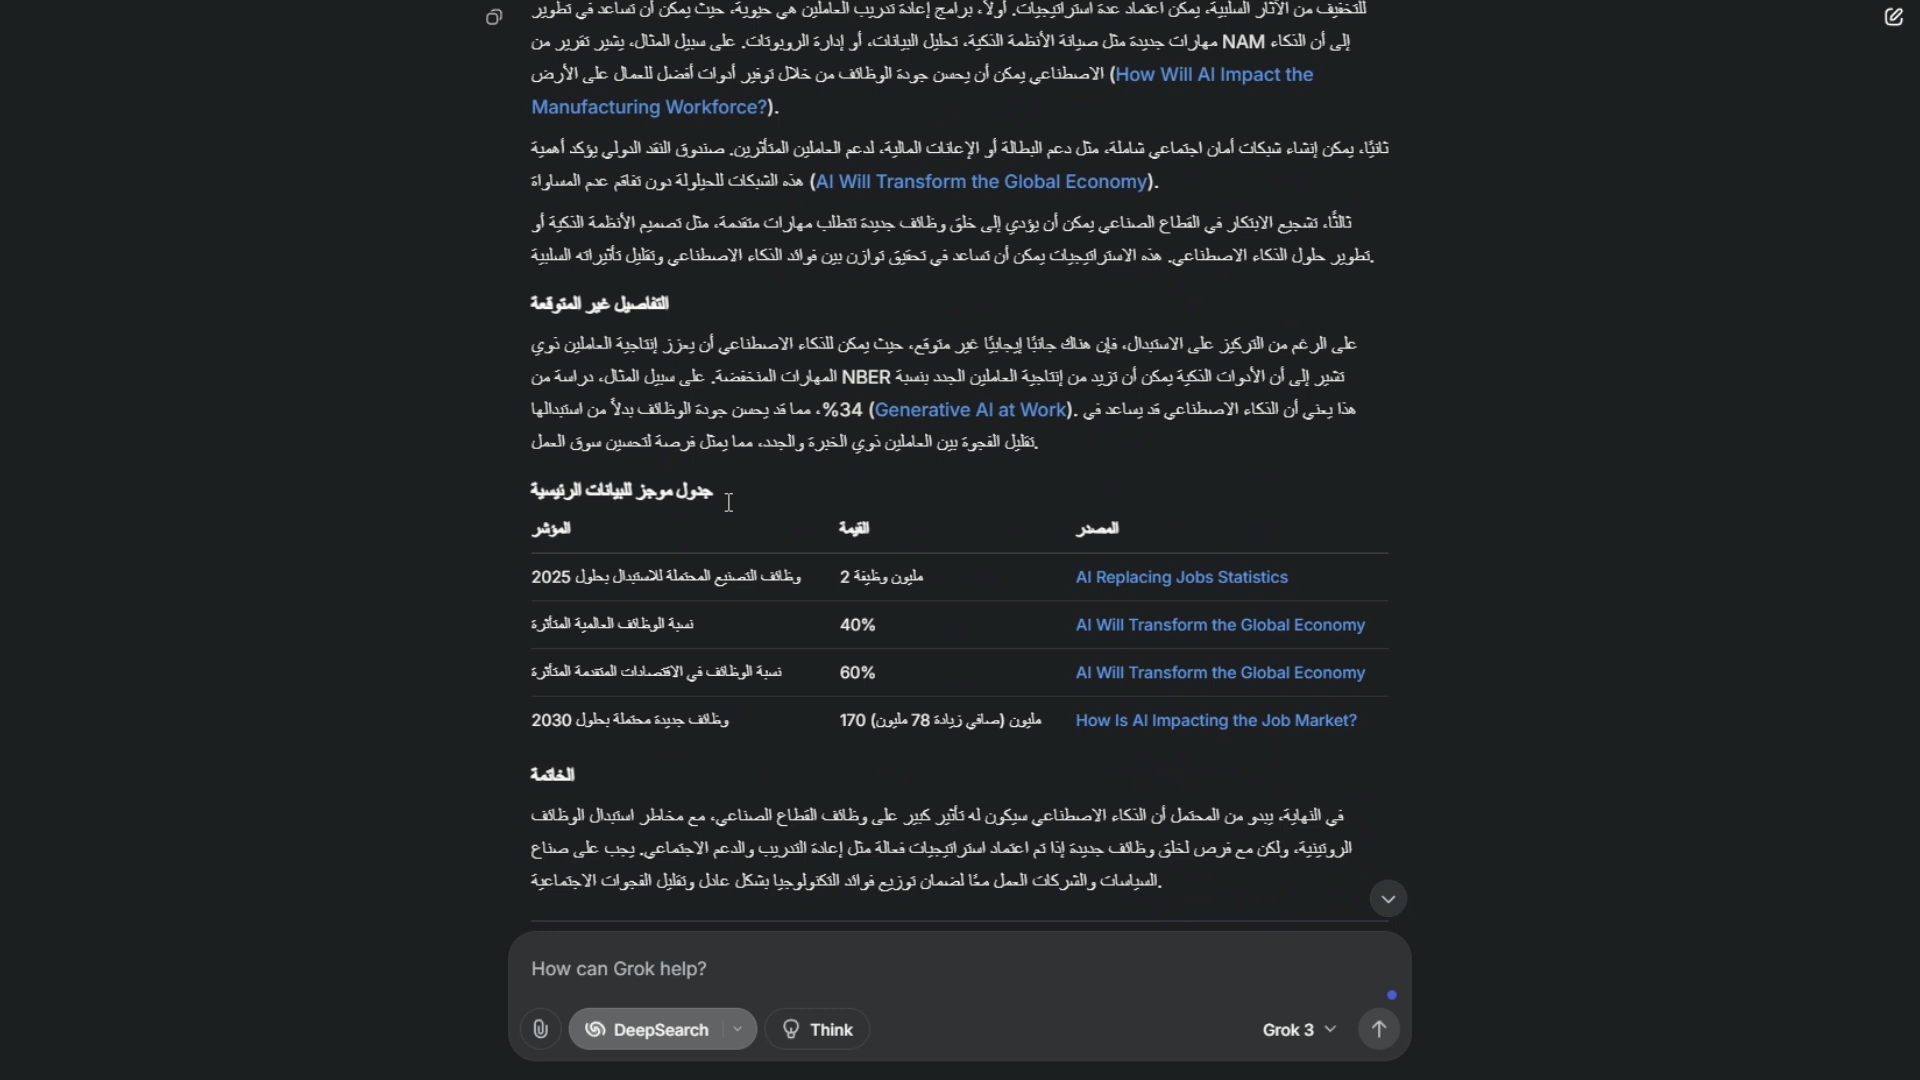 للتخفيف من الآثار السلبية، يمكن اعتماد عدة استراتيجيات. أولاً، برامج إعادة تدريب العاملين هي حيوية، حيث يمكن أن تساعد في تطوير
مهارات جديدة مثل صيانة الأنظمة الذكية، تحليل البيانات، أو إدارة الروبوتات. على سبيل المثال، يشير تقرير من NAM إلى أن الذكاء
الاصطناعي يمكن أن يحسن جودة الوظائف من خلال توفير أدوات أفضل للعمال على الأرض (How Will AI Impact the
Manufacturing Workforce?).
ثانيًا، يمكن إنشاء شبكات أمان اجتماعي شاملة، مثل دعم البطالة أو الإعانات المالية، لدعم العاملين المتأثرين. صندوق النقد الدولي يؤكد أهمية
هذه الشبكات للحيلولة دون تفاقم عدم المساواة (AI Will Transform the Global Economy).
ثالثًا، تشجيع الابتكار في القطاع الصناعي يمكن أن يؤدي إلى خلق وظائف جديدة تتطلب مهارات متقدمة، مثل تصميم الأنظمة الذكية أو
تطوير حلول الذكاء الاصطناعي. هذه الاستراتيجيات يمكن أن تساعد في تحقيق توازن بين فوائد الذكاء الاصطناعي وتقليل تأثيراته السلبية.
التفاصيل غير المتوقعة
على الرغم من التركيز على الاستبدال، فإن هناك جانبًا إيجابيًا غير متوقع، حيث يمكن للذكاء الاصطناعي أن يعزز إنتاجية العاملين ذوي
المهارات المنخفضة. على سبيل المثال، دراسة من NBER تشير إلى أن الأدوات الذكية يمكن أن تزيد من إنتاجية العاملين الجدد بنسبة
34%، مما قد يحسن جودة الوظائف بدلاً من استبدالها (Generative AI at Work). هذا يعني أن الذكاء الاصطناعي قد يساعد في
تقليل الفجوة بين العاملين ذوي الخبرة والجدد، مما يمثل فرصة لتحسين سوق العمل.
جدول موجز للبيانات الرئيسية
المؤشر القيمة المصدر
وظائف التصنيع المحتملة للاستبدال بحلول 2025 2 مليون وظيفة AI Replacing Jobs Statistics
نسبة الوظائف العالمية المتأثرة 40% AI Will Transform the Global Economy
نسبة الوظائف في الاقتصادات المتقدمة المتأثرة 60% AI Will Transform the Global Economy
وظائف جديدة محتملة بحلول 2030 170 مليون (صافي زيادة 78 مليون) How Is AI Impacting the Job Market?
الخاتمة
في النهاية، يبدو من المحتمل أن الذكاء الاصطناعي سيكون له تأثير كبير على وظائف القطاع الصناعي، مع مخاطر استبدال الوظائف
الروتينية، ولكن مع فرص لخلق وظائف جديدة إذا تم اعتماد استراتيجيات فعالة مثل إعادة التدريب والدعم الاجتماعي. يجب على صناع
السياسات والشركات العمل معًا لضمان توزيع فوائد التكنولوجيا بشكل عادل وتقليل الفجوات الاجتماعية.
How can Grok help?
DeepSearch Think Grok 3